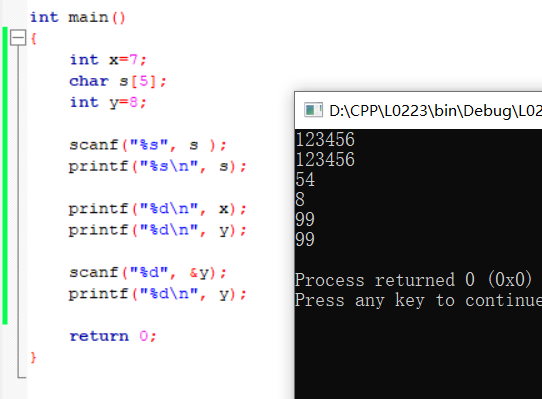 int main()
{
int x=7;
char s[5];
int y=8;
scanf("%s", s );
printf("%s\n", s);
printf("%d\n", x);
printf("%d\n", y);
scanf("%d", &y);
printf("%d\n", y);
return 0;
}
D:\CPP\L0223\bin\Debug\L02
123456
123456
54
8
99
99
Process returned 0 (0x0)
Press any key to continue